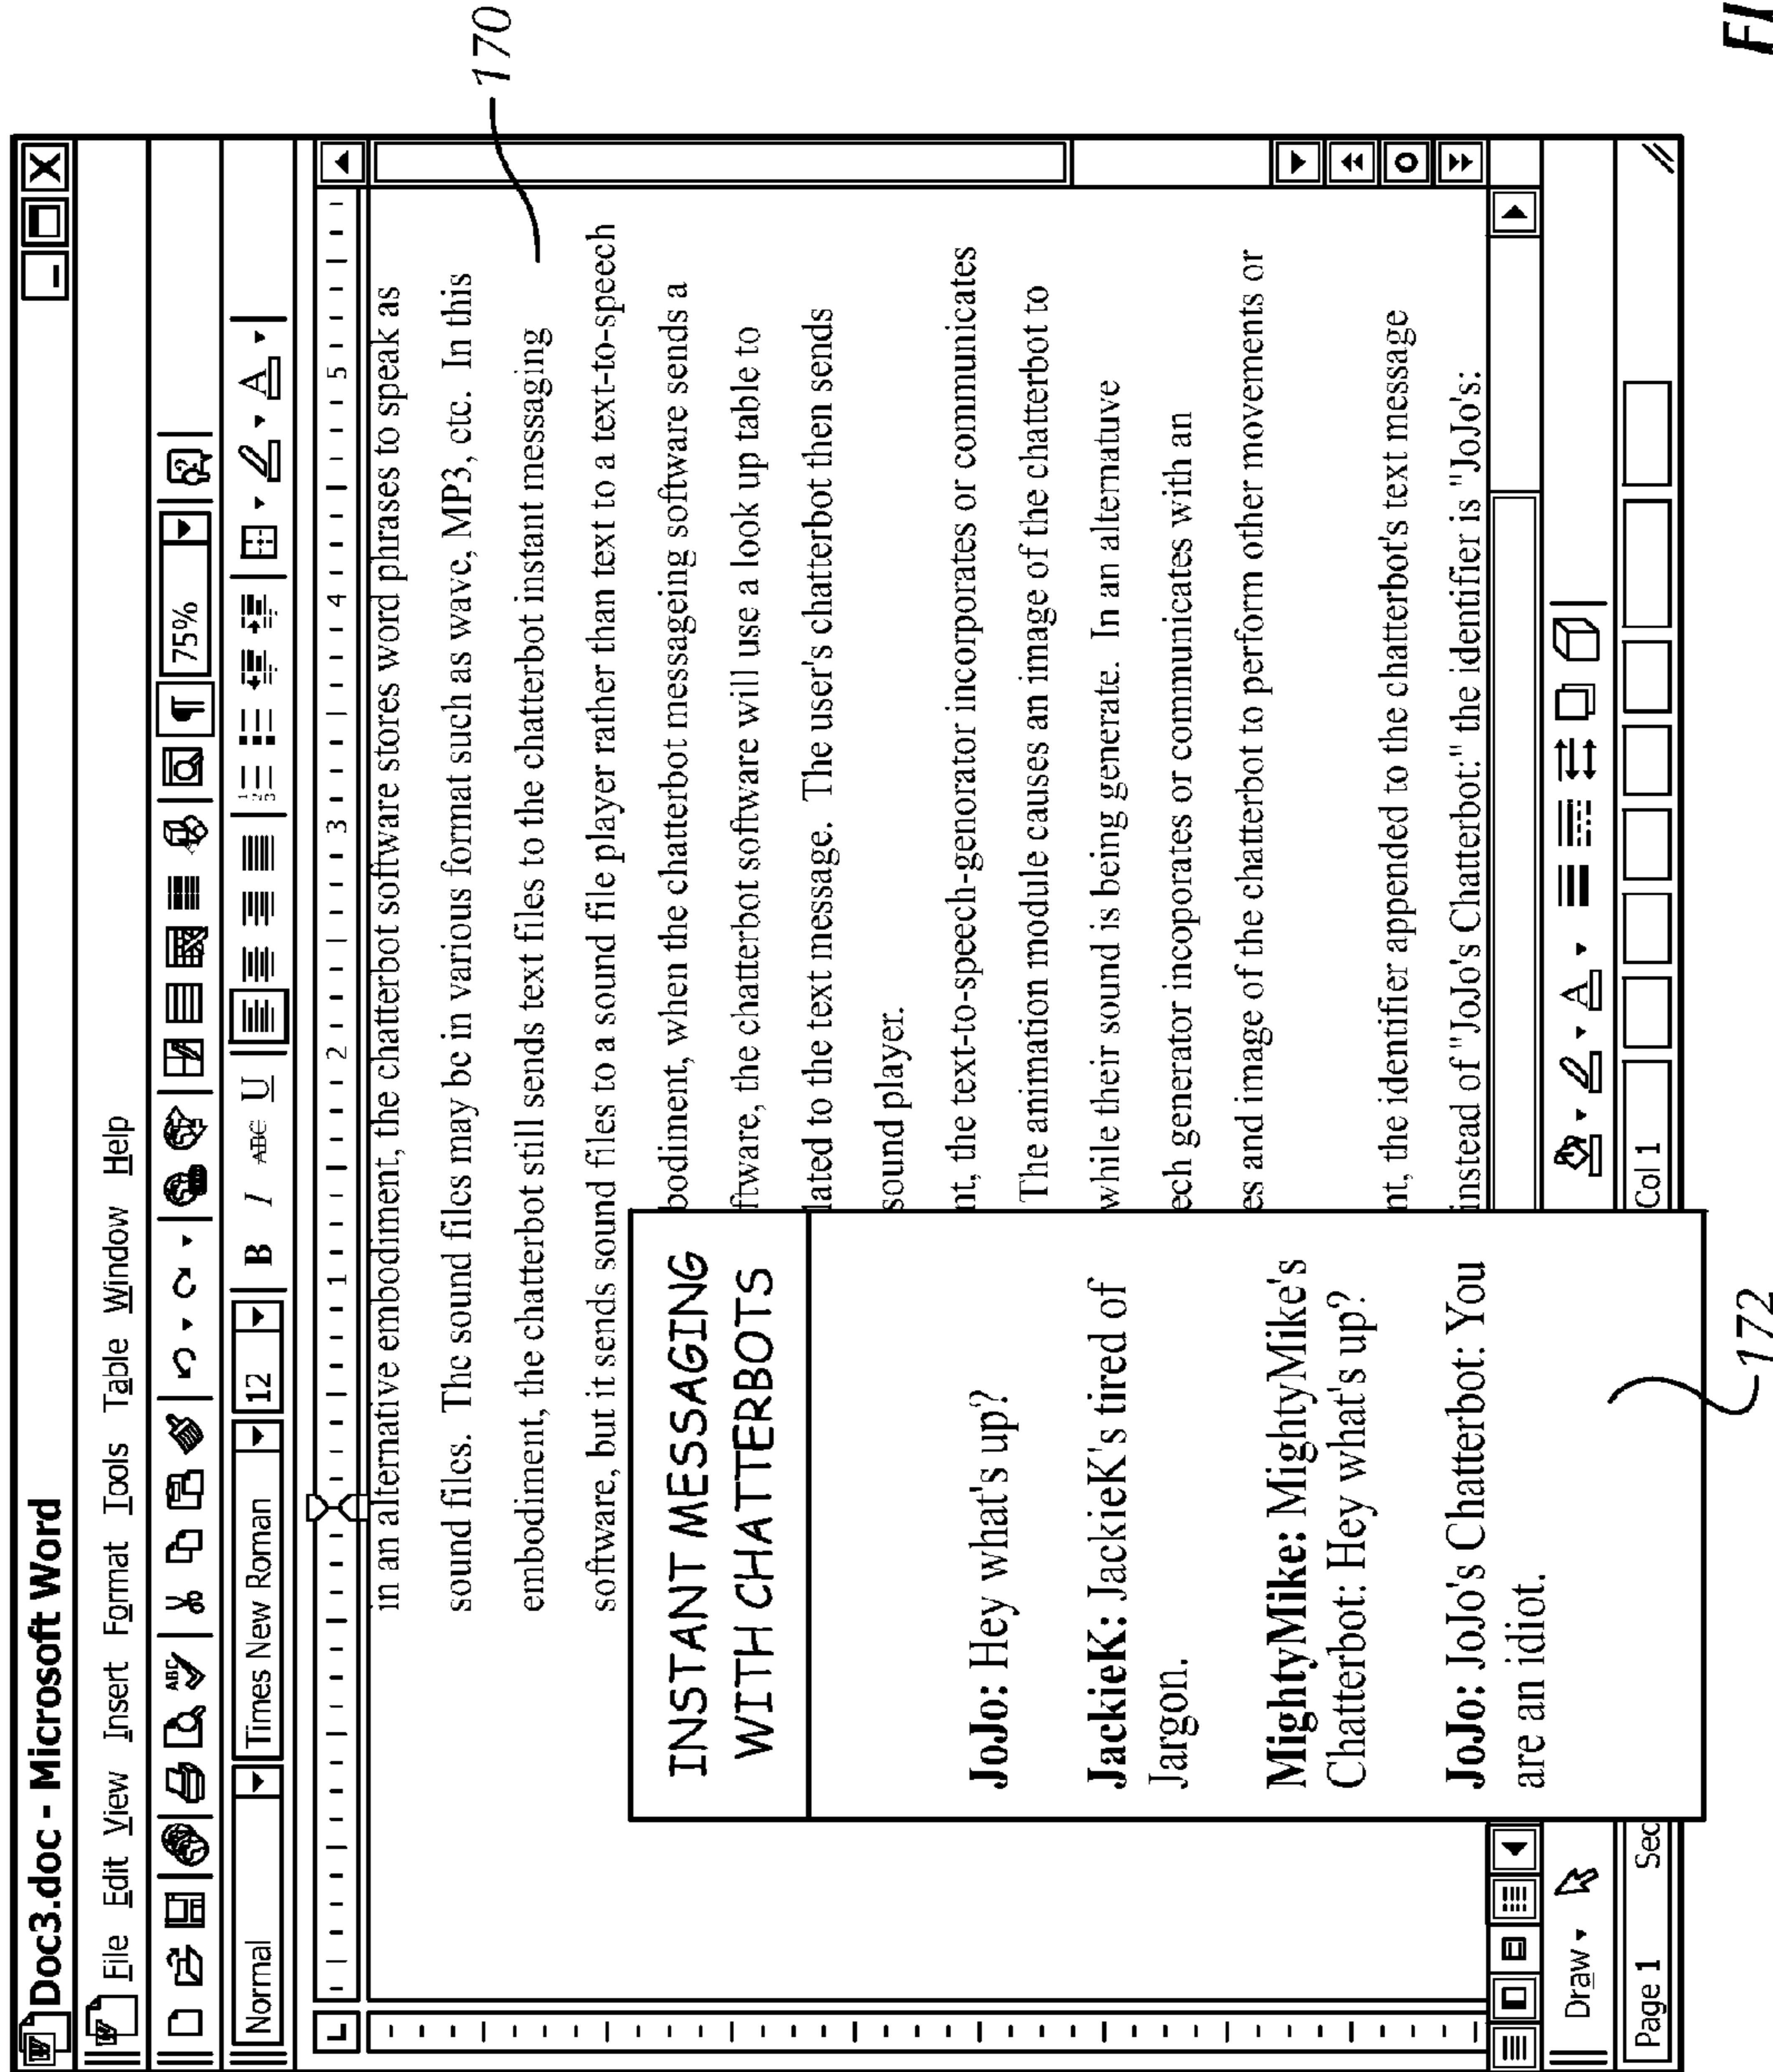 Doc3.doc - Microsoft Word
File Edit View Insert Format Tools Table Window Help
ABC
75%
Normal Times New Roman 12 B I ABC U
1 2 3 4 5
in an alternative embodiment, the chatterbot software stores word phrases to speak as
sound files. The sound files may be in various format such as wave, MP3, etc. In this
170
embodiment, the chatterbot still sends text files to the chatterbot instant messaging
software, but it sends sound files to a sound file player rather than text to a text-to-speech
bodiment, when the chatterbot messageing software sends a
ftware, the chatterbot software will use a look up table to
lated to the text message. The user's chatterbot then sends
sound player.
nt, the text-to-speech-genorator incorporates or communicates
The animation module causes an image of the chatterbot to
while their sound is being generate. In an alternatuve
ech generator incoporates or communicates with an
es and image of the chatterbot to perform other movements or
nt, the identifier appended to the chatterbot's text message
instead of "JoJo's Chatterbot:" the identifier is "JoJo's:
INSTANT MESSAGING
WITH CHATTERBOTS
JoJo: Hey what's up?
JackieK: JackieK's tired of
Jargon.
MightyMike: MightyMike's
Chatterbot: Hey what's up?
JoJo: JoJo's Chatterbot: You
are an idiot.
172
Draw
Page 1 Sec Col 1